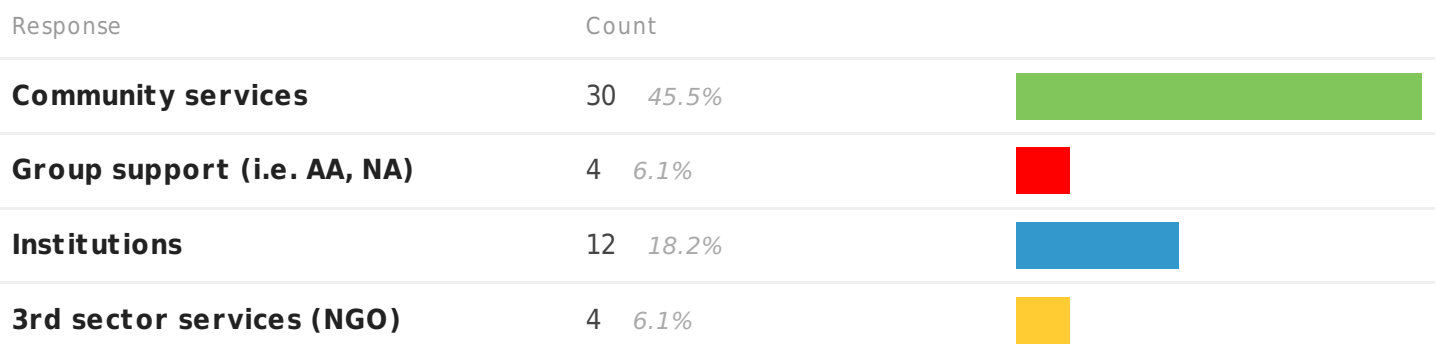 Response Count
Community services 30 45.5%
Group support (i.e. AA, NA) 4 6.1%
Institutions 12 18.2%
3rd sector services (NGO) 4 6.1%